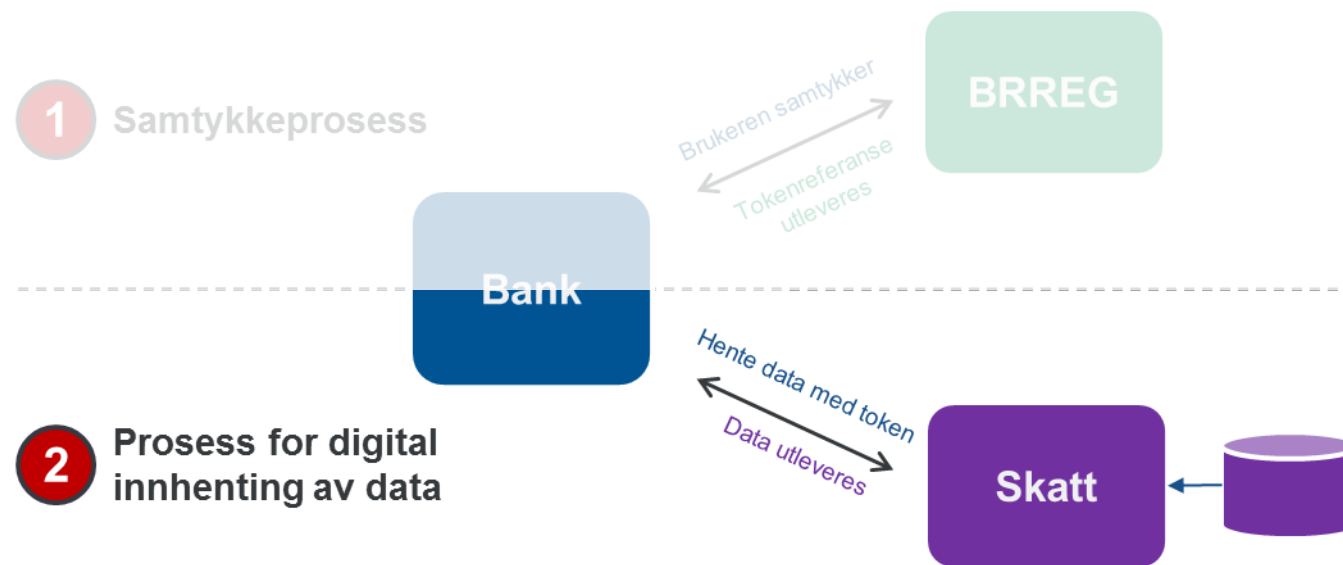 1
Samtykkeprosess
Brukeren samtykker
Tokenreferanse
utleveres
BRREG
Bank
2
Prosess for digital
innhenting av data
Hente data med token
Data utleveres
Skatt